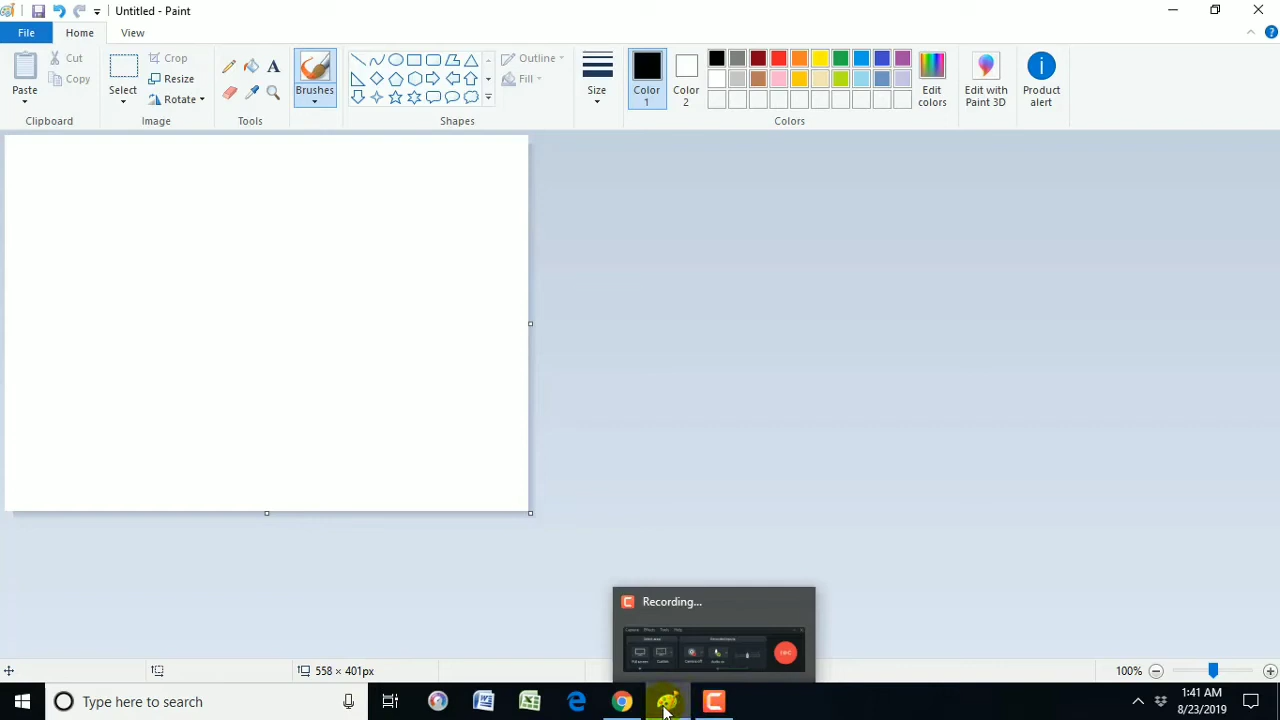 Untitled - Paint
File
Home
View
Paste
Cut
Copy
Clipboard
Select
Crop
Resize
Rotate
Image
Tools
Brushes
Shapes
Outline
Fill
Size
Color
1
Color
2
Edit
colors
Colors
Edit with
Paint 3D
Product
alert
Recording...
558 × 401px
100%
Type here to search
1:41 AM
8/23/2019